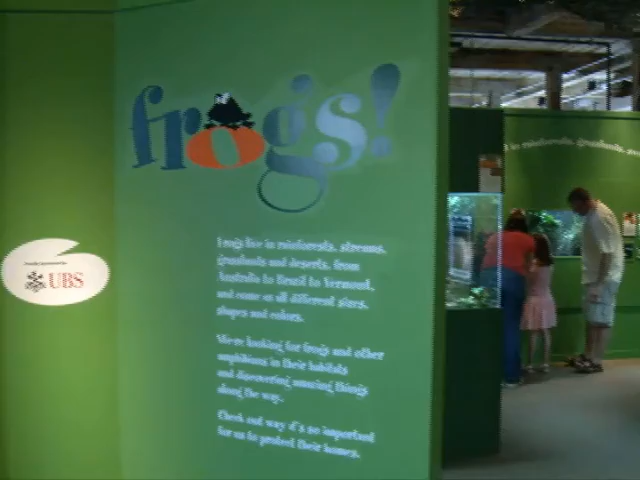 frogs!
Frogs live in rainforests, streams,
grasslands and deserts, from
Australia to Brazil to Vermont,
and come in all different sizes,
shapes and colors.
We're looking for frogs and other
amphibians in their habitats
and discovering amazing things
along the way.
Check out way it's so important
for us to protect their homes.
UBS